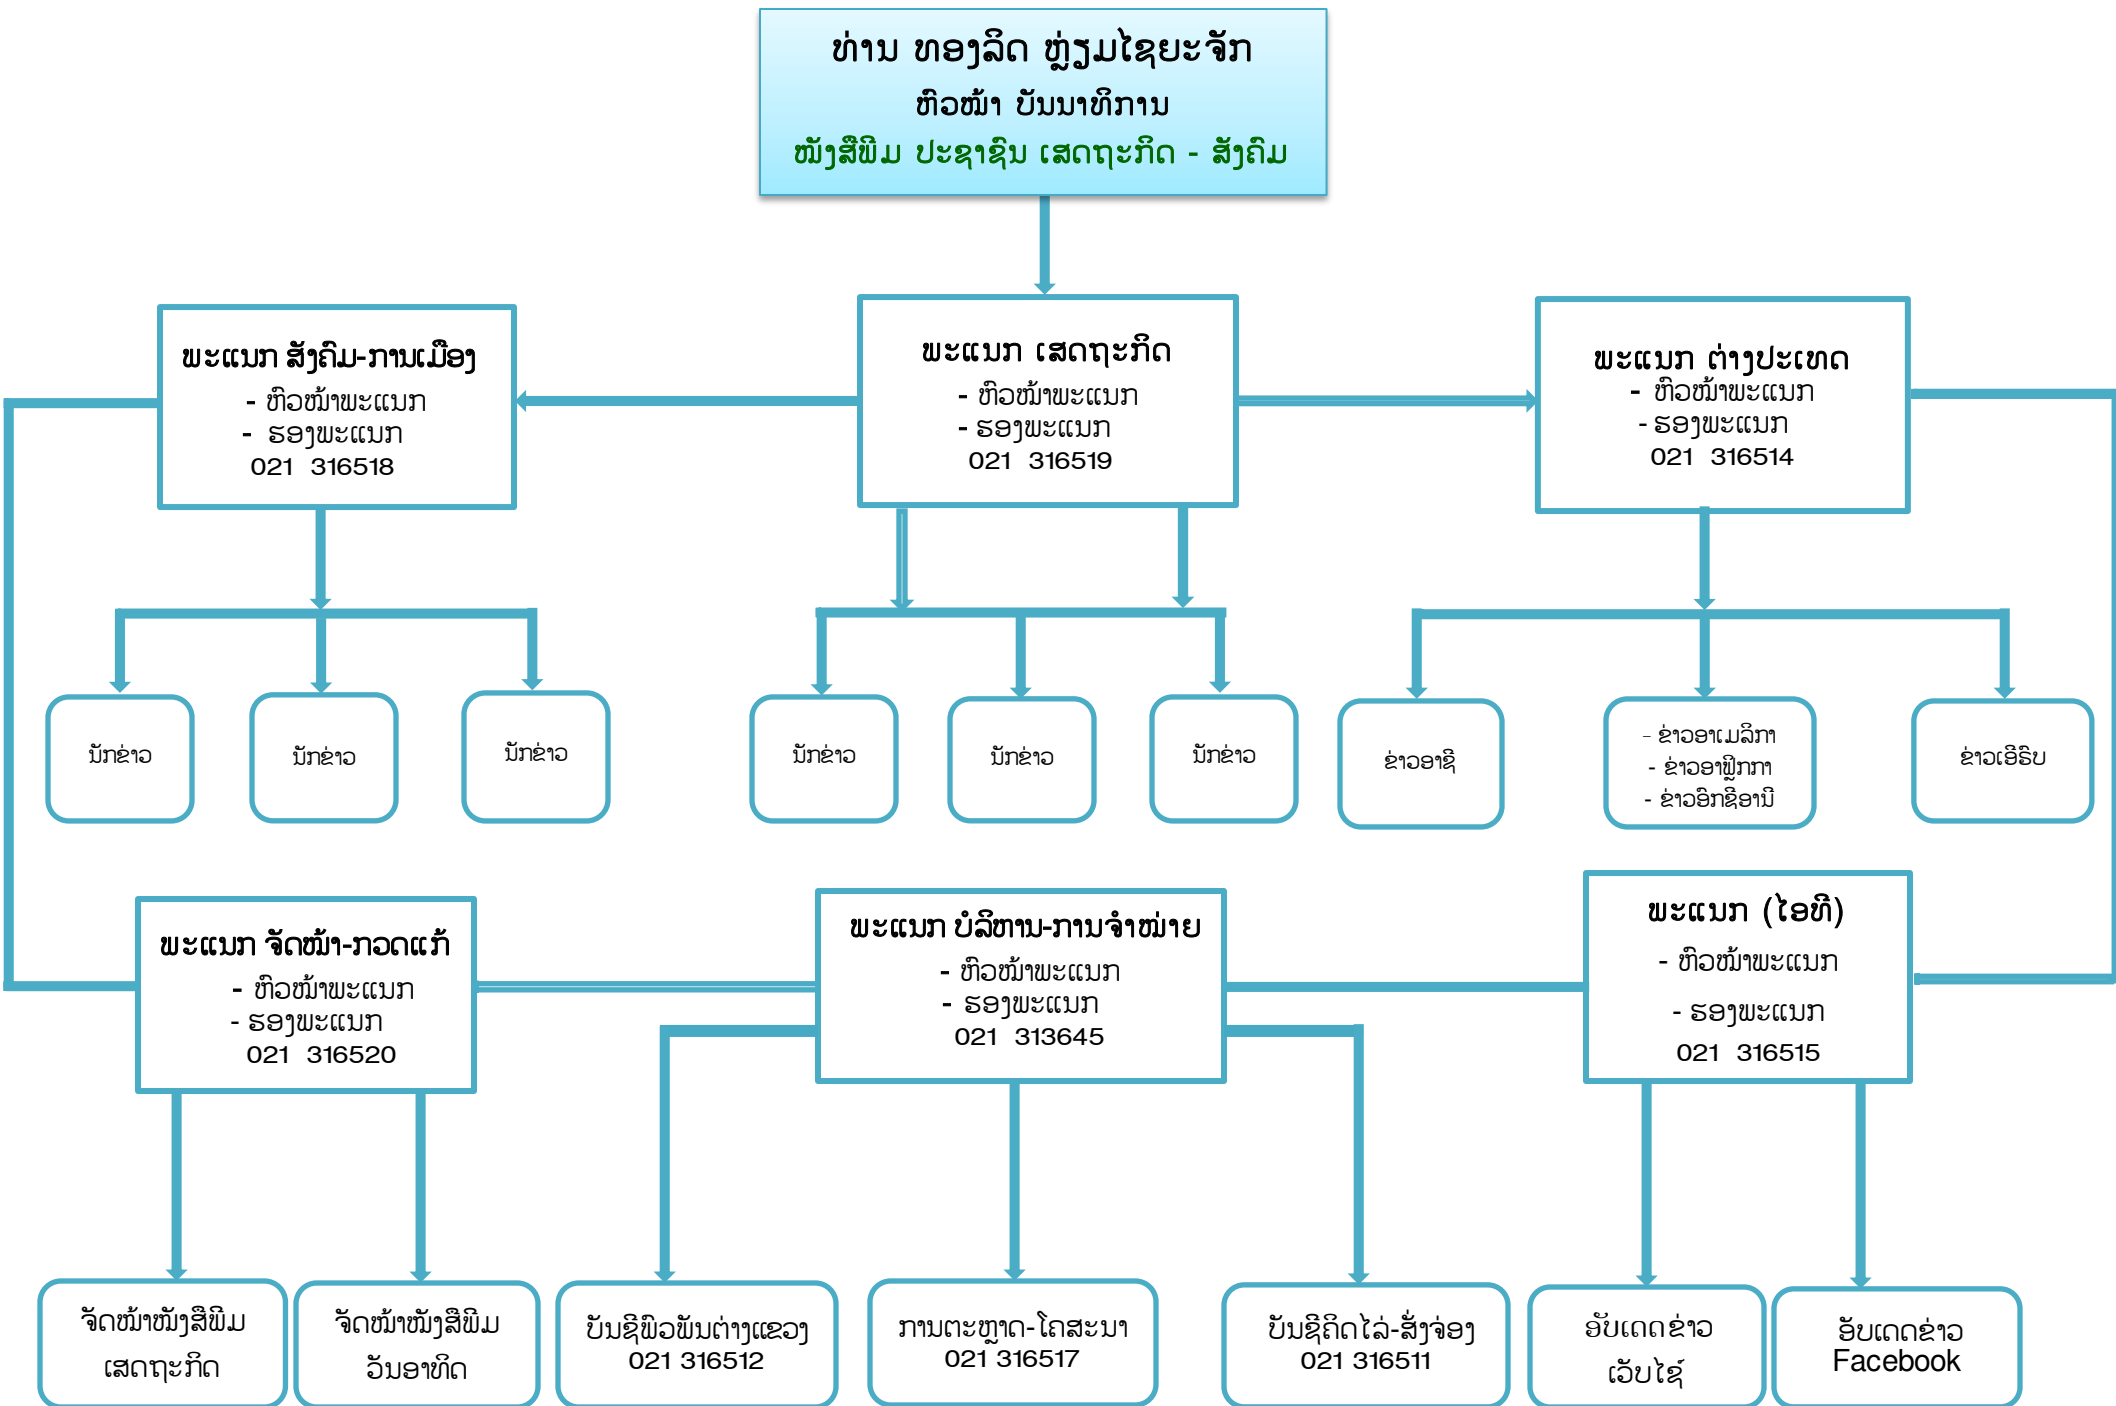 ທ່ານ ທອງລິດ ຫຼ່ຽມໄຊຍະຈັກ
ຫົວໜ້າ ບັນນາທິການ
ໜັງສືພິມ ປະຊາຊົນ ເສດຖະກິດ - ສັງຄົມ
ພະແນກ ສັງຄົມ-ການເມືອງ
- ຫົວໜ້າພະແນກ
- ຮອງພະແນກ
021 316518
ພະແນກ ເສດຖະກິດ
- ຫົວໜ້າພະແນກ
- ຮອງພະແນກ
021 316519
ພະແນກ ຕ່າງປະເທດ
- ຫົວໜ້າພະແນກ
- ຮອງພະແນກ
021 316514
ນັກຂ່າວ
ນັກຂ່າວ
ນັກຂ່າວ
ນັກຂ່າວ
ນັກຂ່າວ
ນັກຂ່າວ
ຂ່າວອາຊີ
- ຂ່າວອາເມລິກາ
- ຂ່າວອາຟຼິກກາ
- ຂ່າວອົກຊີອານີ
ຂ່າວເອີຣົບ
ພະແນກ ຈັດໜ້າ-ກວດແກ້
- ຫົວໜ້າພະແນກ
- ຮອງພະແນກ
021 316520
ພະແນກ ບໍລິຫານ-ການຈຳໜ່າຍ
- ຫົວໜ້າພະແນກ
- ຮອງພະແນກ
021 313645
ພະແນກ (ໄອທີ)
- ຫົວໜ້າພະແນກ
- ຮອງພະແນກ
021 316515
ຈັດໜ້າໜັງສືພິມ
ເສດຖະກິດ
ຈັດໜ້າໜັງສືພິມ
ວັນອາທິດ
ບັນຊີພົວພັນຕ່າງແຂວງ
021 316512
ການຕະຫຼາດ-ໂຄສະນາ
021 316517
ບັນຊີຄິດໄລ່-ສັ່ງຈ່ອງ
021 316511
ອັບເດດຂ່າວ
ເວັບໄຊ໌
ອັບເດດຂ່າວ
Facebook